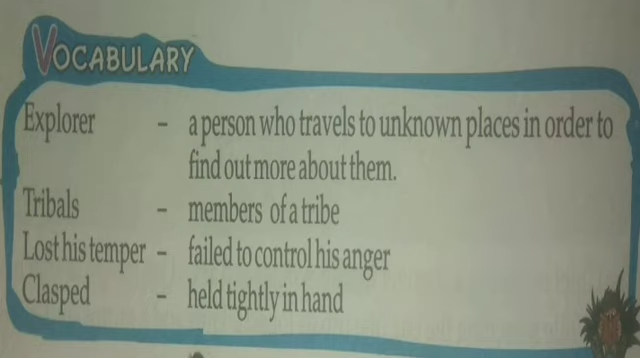 VOCABULARY
Explorer – a person who travels to unknown places in order to
find out more about them.
Tribals – members of a tribe
Lost his temper – failed to control his anger
Clasped – held tightly in hand